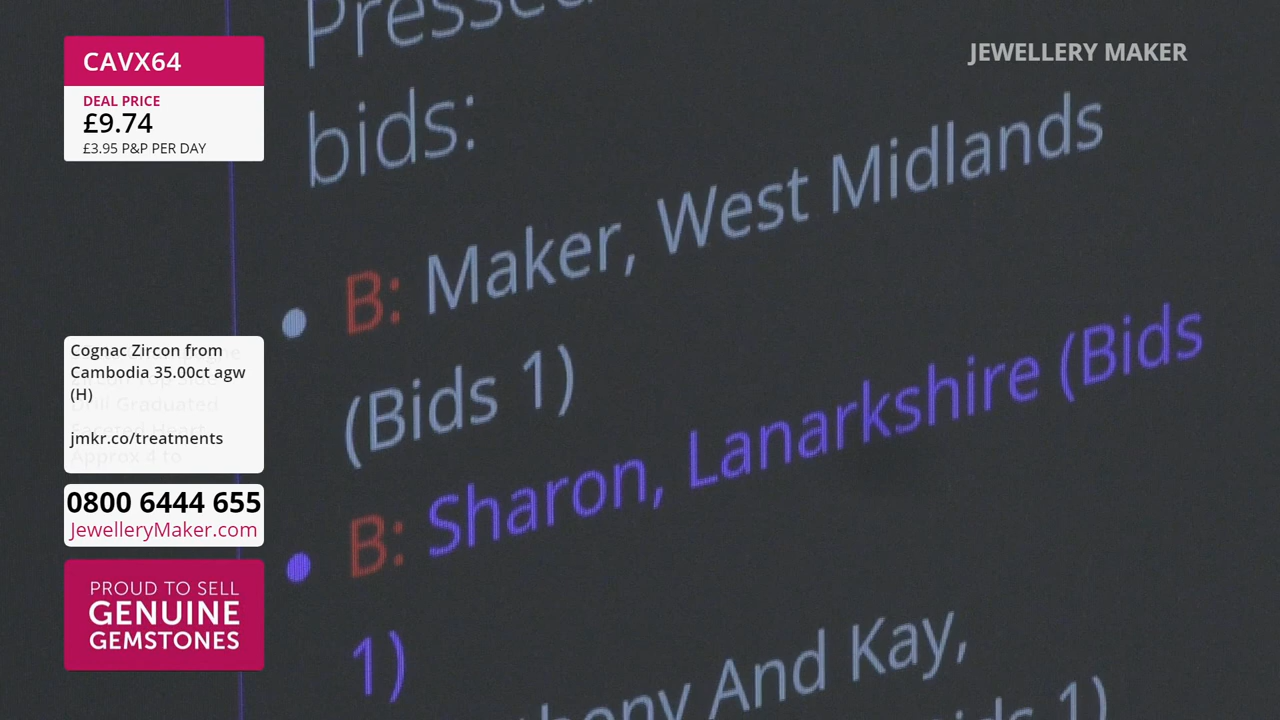 CAVX64
DEAL PRICE
£9.74
£3.95 P&P PER DAY
JEWELLERY MAKER
Pressed
bids:
B: Maker, West Midlands
(Bids 1)
B: Sharon, Lanarkshire (Bids
1)
And Kay,
1)
Cognac Zircon from
Cambodia 35.00ct agw
(H)
jmkr.co/treatments
0800 6444 655
JewelleryMaker.com
PROUD TO SELL
GENUINE
GEMSTONES